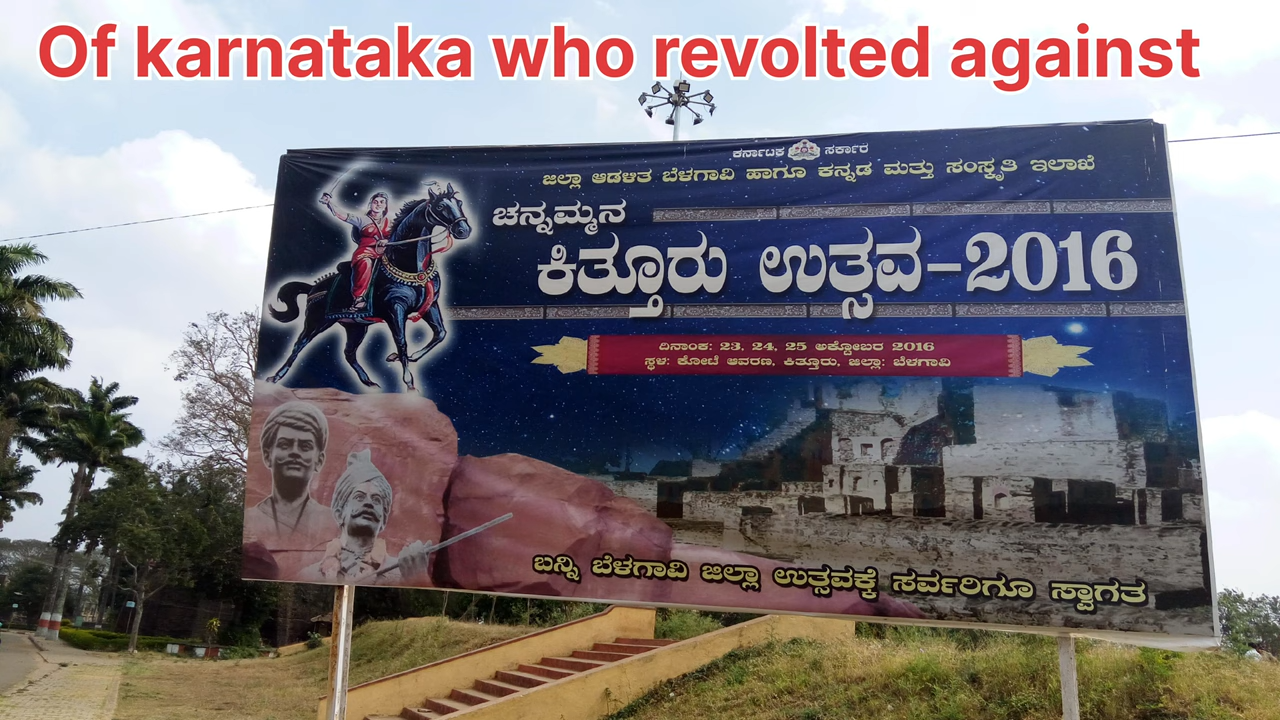 Of karnataka who revolted against
ಕರ್ನಾಟಕ ಸರ್ಕಾರ
ಜಿಲ್ಲಾ ಆಡಳಿತ ಬೆಳಗಾವಿ ಹಾಗೂ ಕನ್ನಡ ಮತ್ತು ಸಂಸ್ಕೃತಿ ಇಲಾಖೆ
ಚನ್ನಮ್ಮನ
ಕಿತ್ತೂರು ಉತ್ಸವ-2016
ದಿನಾಂಕ: 23, 24, 25 ಅಕ್ಟೋಬರ 2016
ಸ್ಥಳ: ಕೋಟೆ ಆವರಣ, ಕಿತ್ತೂರು, ಜಿಲ್ಲಾ: ಬೆಳಗಾವಿ
ಬನ್ನಿ ಬೆಳಗಾವಿ ಜಿಲ್ಲಾ ಉತ್ಸವಕ್ಕೆ ಸರ್ವರಿಗೂ ಸ್ವಾಗತ